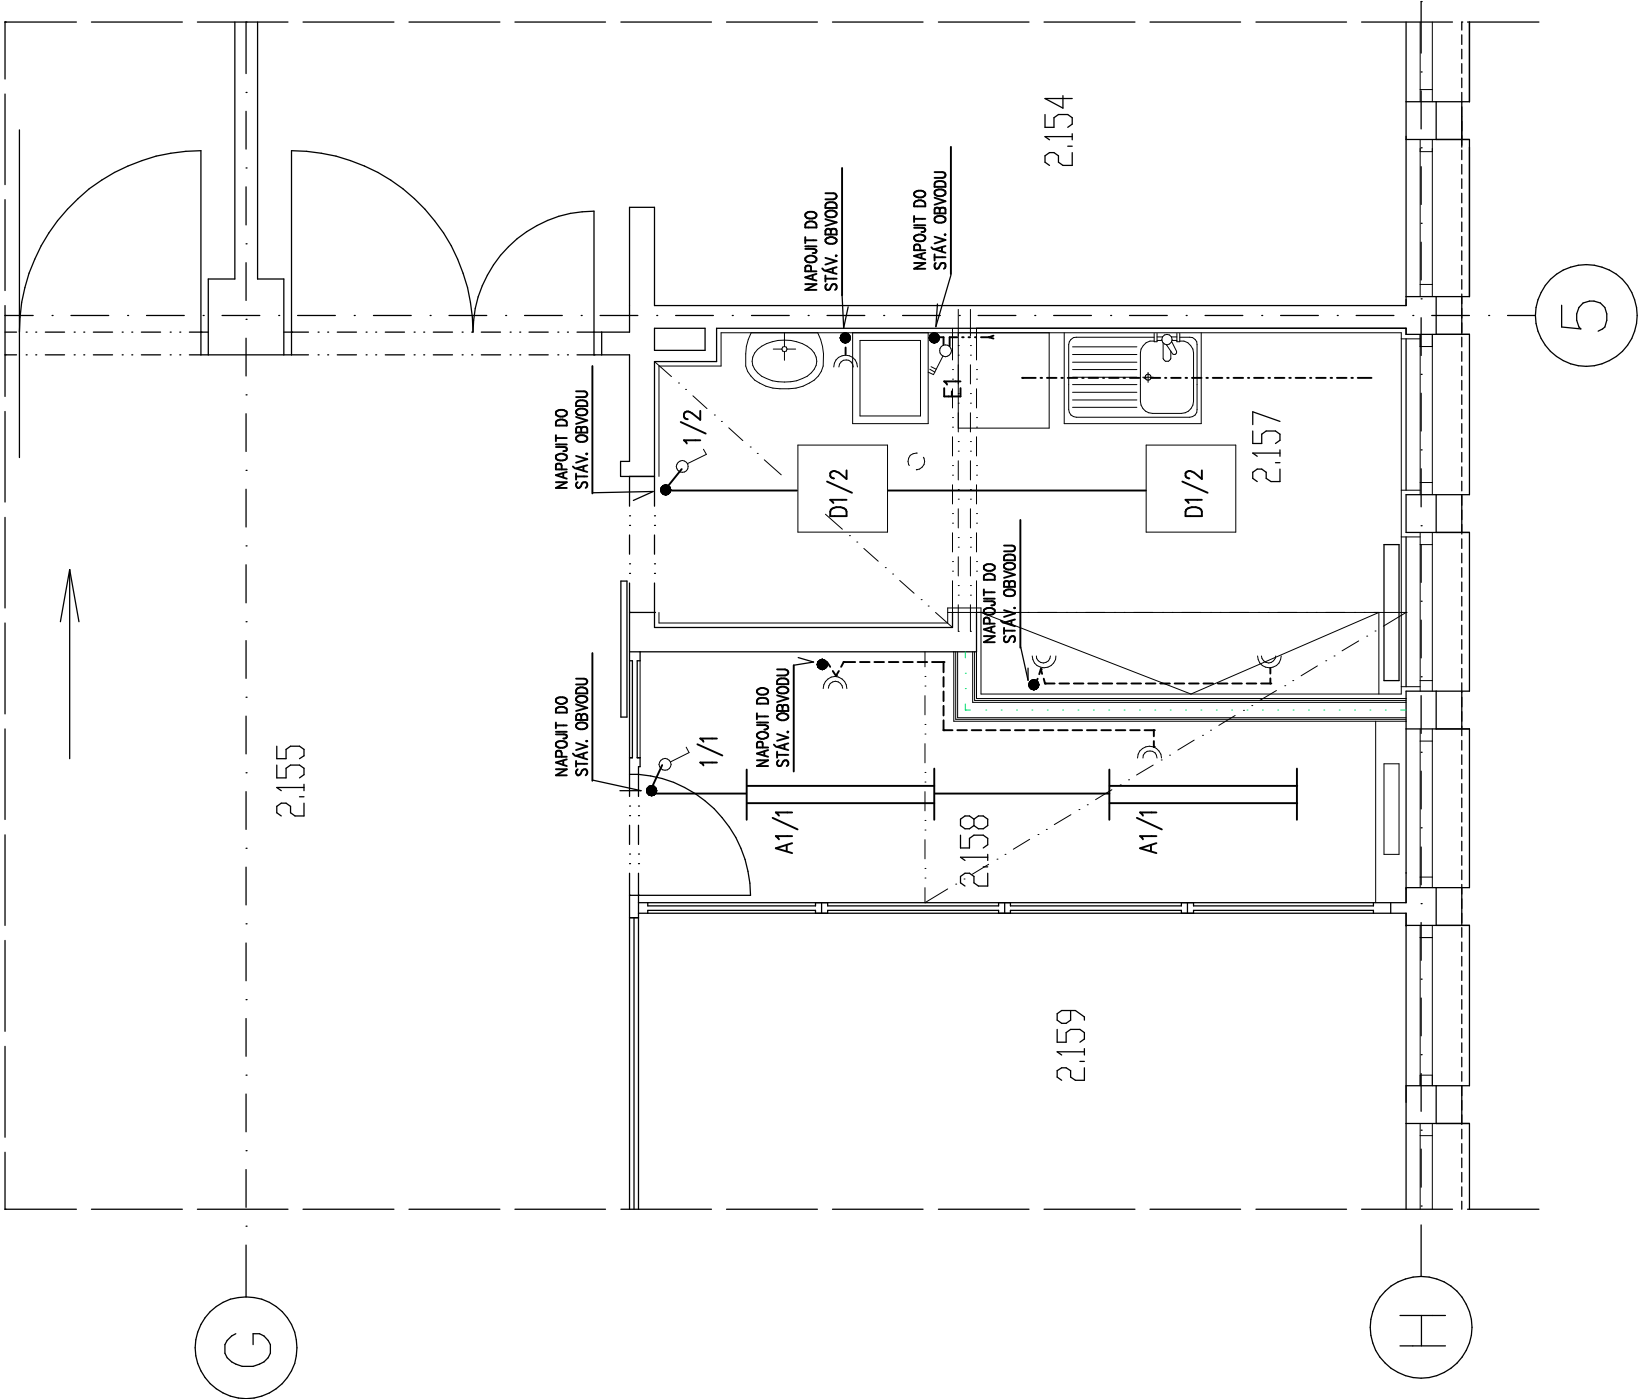 2.154
NAPOJIT DO
STÁV. OBVODU
NAPOJIT DO
STÁV. OBVODU
5
NAPOJIT DO
STÁV. OBVODU
1/2
E1
D1/2
D1/2
2.157
NAPOJIT DO
STÁV. OBVODU
NAPOJIT DO
STÁV. OBVODU
1/1
NAPOJIT DO
STÁV. OBVODU
2.155
A1/1
2.158
A1/1
2.159
G
H